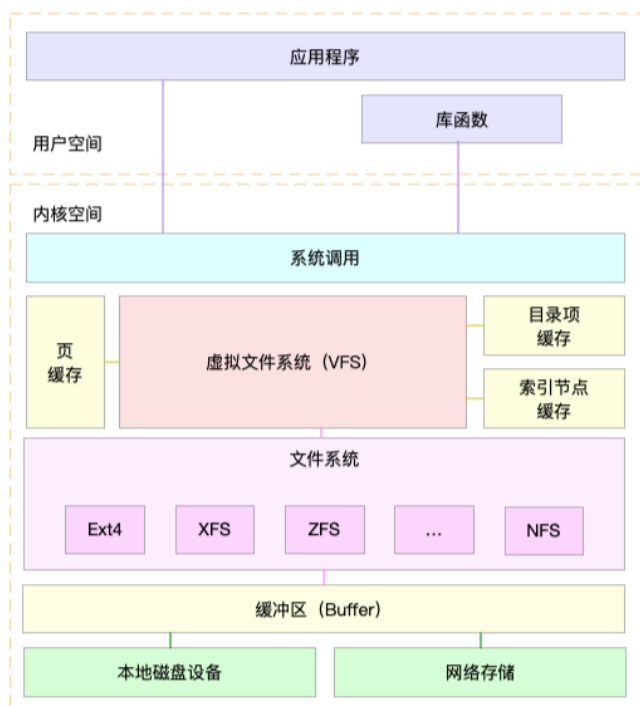 应用程序
库函数
用户空间
内核空间
系统调用
页
缓存
虚拟文件系统（VFS）
目录项
缓存
索引节点
缓存
文件系统
Ext4
XFS
ZFS
...
NFS
缓冲区（Buffer）
本地磁盘设备
网络存储